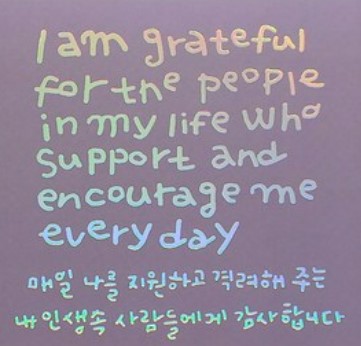 I am grateful
for the people
in my life who
support and
encourage me
every day
매일 나를 지원하고 격려해 주는
내 인생속 사람들에게 감사합니다